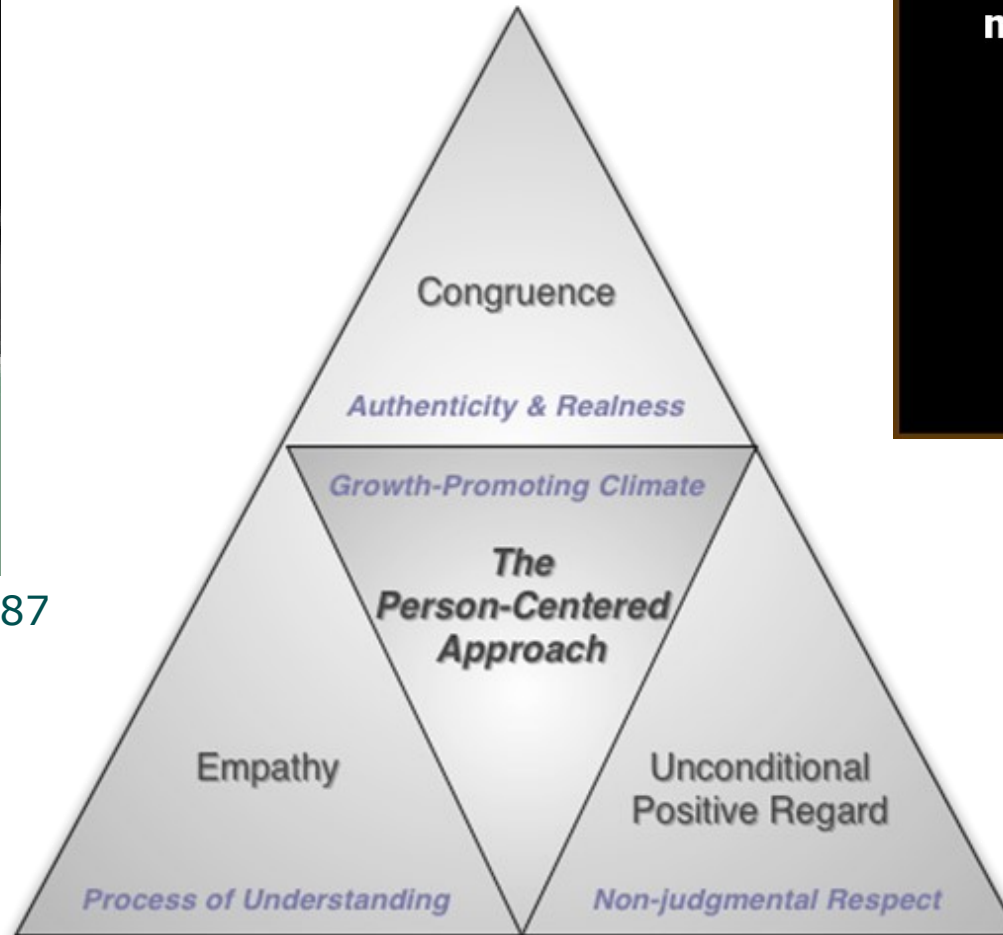 Congruence
Authenticity & Realness
Growth-Promoting Climate
The
Person-Centered
Approach
87
Empathy
Unconditional
Positive Regard
Process of Understanding
Non-judgmental Respect